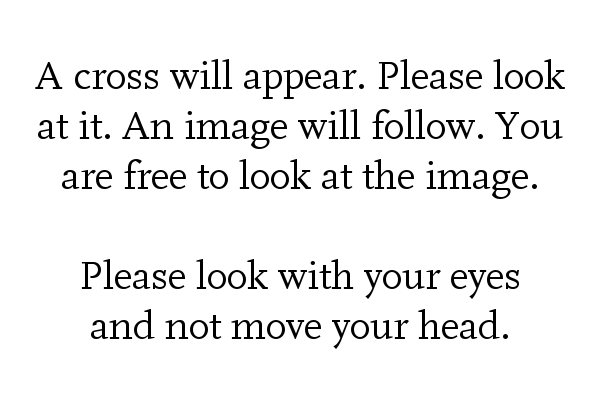 A cross will appear. Please look
at it. An image will follow. You
are free to look at the image.
Please look with your eyes
and not move your head.